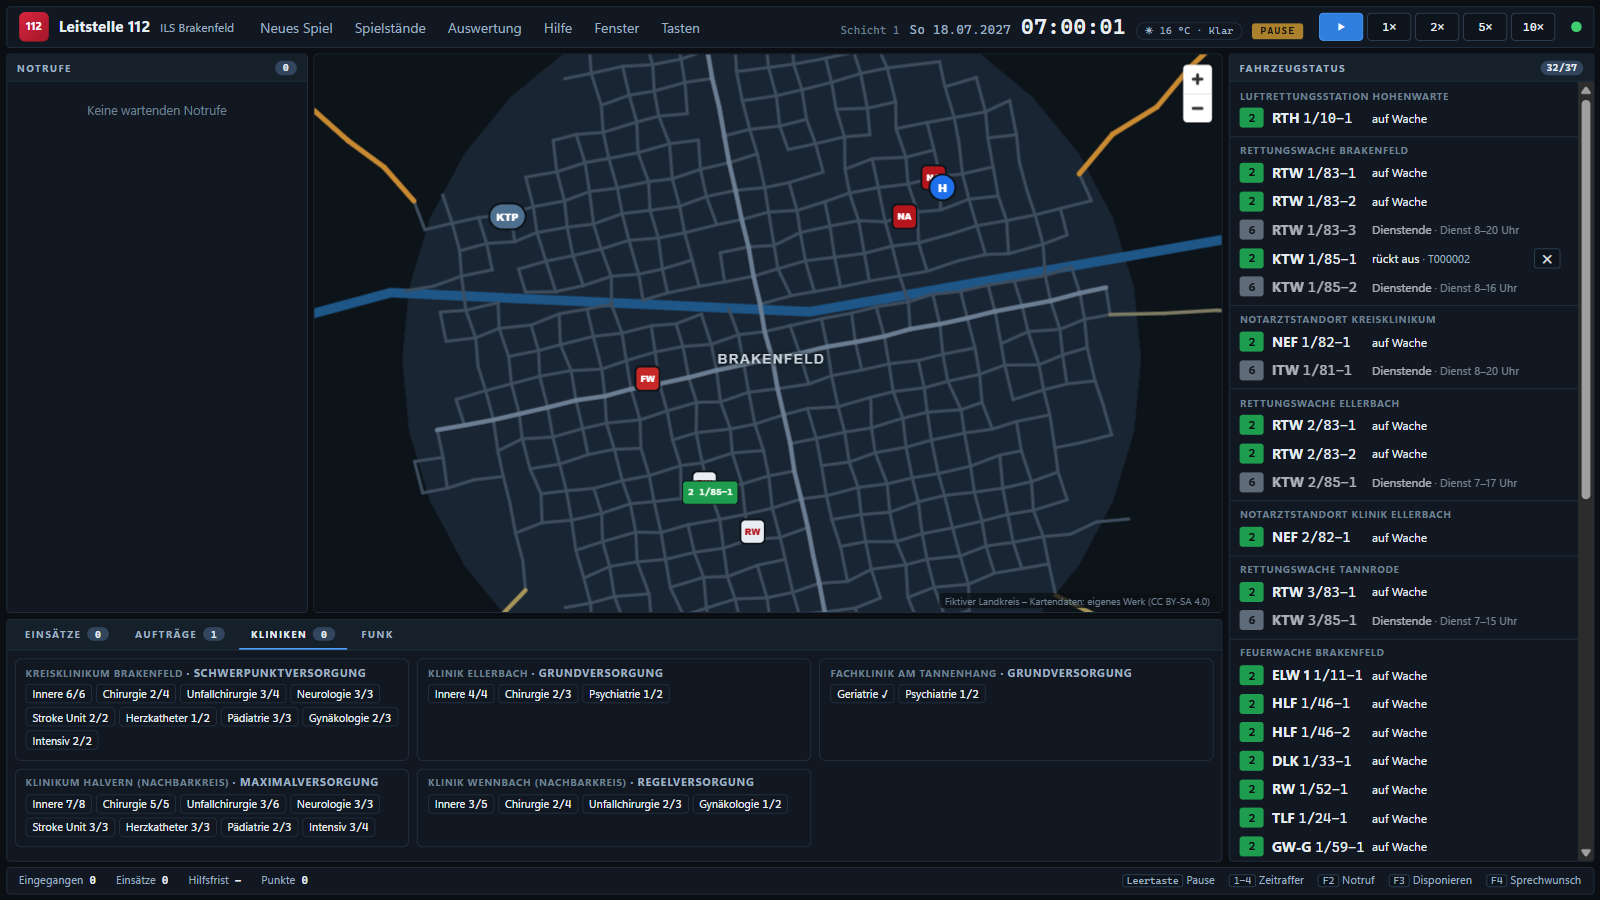 112 Leitstelle 112 ILS Brakenfeld Neues Spiel Spielstände Auswertung Hilfe Fenster Tasten Schicht 1 So 18.07.2027 07:00:01 ☀ 16 °C · Klar PAUSE ▶ 1× 2× 5× 10×
NOTRUFE 0
Keine wartenden Notrufe
+
−
KTP
H
NA
BRAKENFELD
FW
2 1/85–1
RW
Fiktiver Landkreis – Kartendaten: eigenes Werk (CC BY-SA 4.0)
EINSÄTZE 0 AUFTRÄGE 1 KLINIKEN 0 FUNK
KREISKLINIKUM BRAKENFELD · SCHWERPUNKTVERSORGUNG
Innere 6/6 Chirurgie 2/4 Unfallchirurgie 3/4 Neurologie 3/3
Stroke Unit 2/2 Herzkatheter 1/2 Pädiatrie 3/3 Gynäkologie 2/3
Intensiv 2/2
KLINIK ELLERBACH · GRUNDVERSORGUNG
Innere 4/4 Chirurgie 2/3 Psychiatrie 1/2
FACHKLINIK AM TANNENHANG · GRUNDVERSORGUNG
Geriatrie ✓ Psychiatrie 1/2
KLINIKUM HALVERN (NACHBARKREIS) · MAXIMALVERSORGUNG
Innere 7/8 Chirurgie 5/5 Unfallchirurgie 3/6 Neurologie 3/3
Stroke Unit 3/3 Herzkatheter 3/3 Pädiatrie 2/3 Intensiv 3/4
KLINIK WENNBACH (NACHBARKREIS) · REGELVERSORGUNG
Innere 3/5 Chirurgie 2/4 Unfallchirurgie 2/3 Gynäkologie 1/2
FAHRZEUGSTATUS 32/37
LUFTRETTUNGSSTATION HOHENWARTE
2 RTH 1/10–1 auf Wache
RETTUNGSWACHE BRAKENFELD
2 RTW 1/83–1 auf Wache
2 RTW 1/83–2 auf Wache
6 RTW 1/83–3 Dienstende · Dienst 8–20 Uhr
2 KTW 1/85–1 rückt aus · T000002 ✕
6 KTW 1/85–2 Dienstende · Dienst 8–16 Uhr
NOTARZTSTANDORT KREISKLINIKUM
2 NEF 1/82–1 auf Wache
6 ITW 1/81–1 Dienstende · Dienst 8–20 Uhr
RETTUNGSWACHE ELLERBACH
2 RTW 2/83–1 auf Wache
2 RTW 2/83–2 auf Wache
6 KTW 2/85–1 Dienstende · Dienst 7–17 Uhr
NOTARZTSTANDORT KLINIK ELLERBACH
2 NEF 2/82–1 auf Wache
RETTUNGSWACHE TANNRODE
2 RTW 3/83–1 auf Wache
6 KTW 3/85–1 Dienstende · Dienst 7–15 Uhr
FEUERWACHE BRAKENFELD
2 ELW 1 1/11–1 auf Wache
2 HLF 1/46–1 auf Wache
2 HLF 1/46–2 auf Wache
2 DLK 1/33–1 auf Wache
2 RW 1/52–1 auf Wache
2 TLF 1/24–1 auf Wache
2 GW-G 1/59–1 auf Wache
Eingegangen 0 Einsätze 0 Hilfsfrist – Punkte 0 Leertaste Pause 1–4 Zeitraffer F2 Notruf F3 Disponieren F4 Sprechwunsch